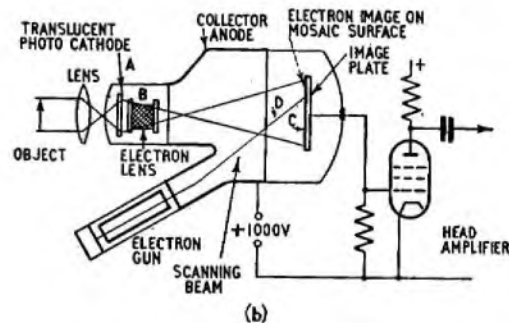 COLLECTOR
ANODE
ELECTRON IMAGE ON
MOSAIC SURFACE
IMAGE
PLATE
TRANSLUCENT
PHOTO CATHODE
A
LENS
B
D
C
+
OBJECT
ELECTRON
LENS
+1000V
ELECTRON
GUN
SCANNING
BEAM
HEAD
AMPLIFIER
(b)